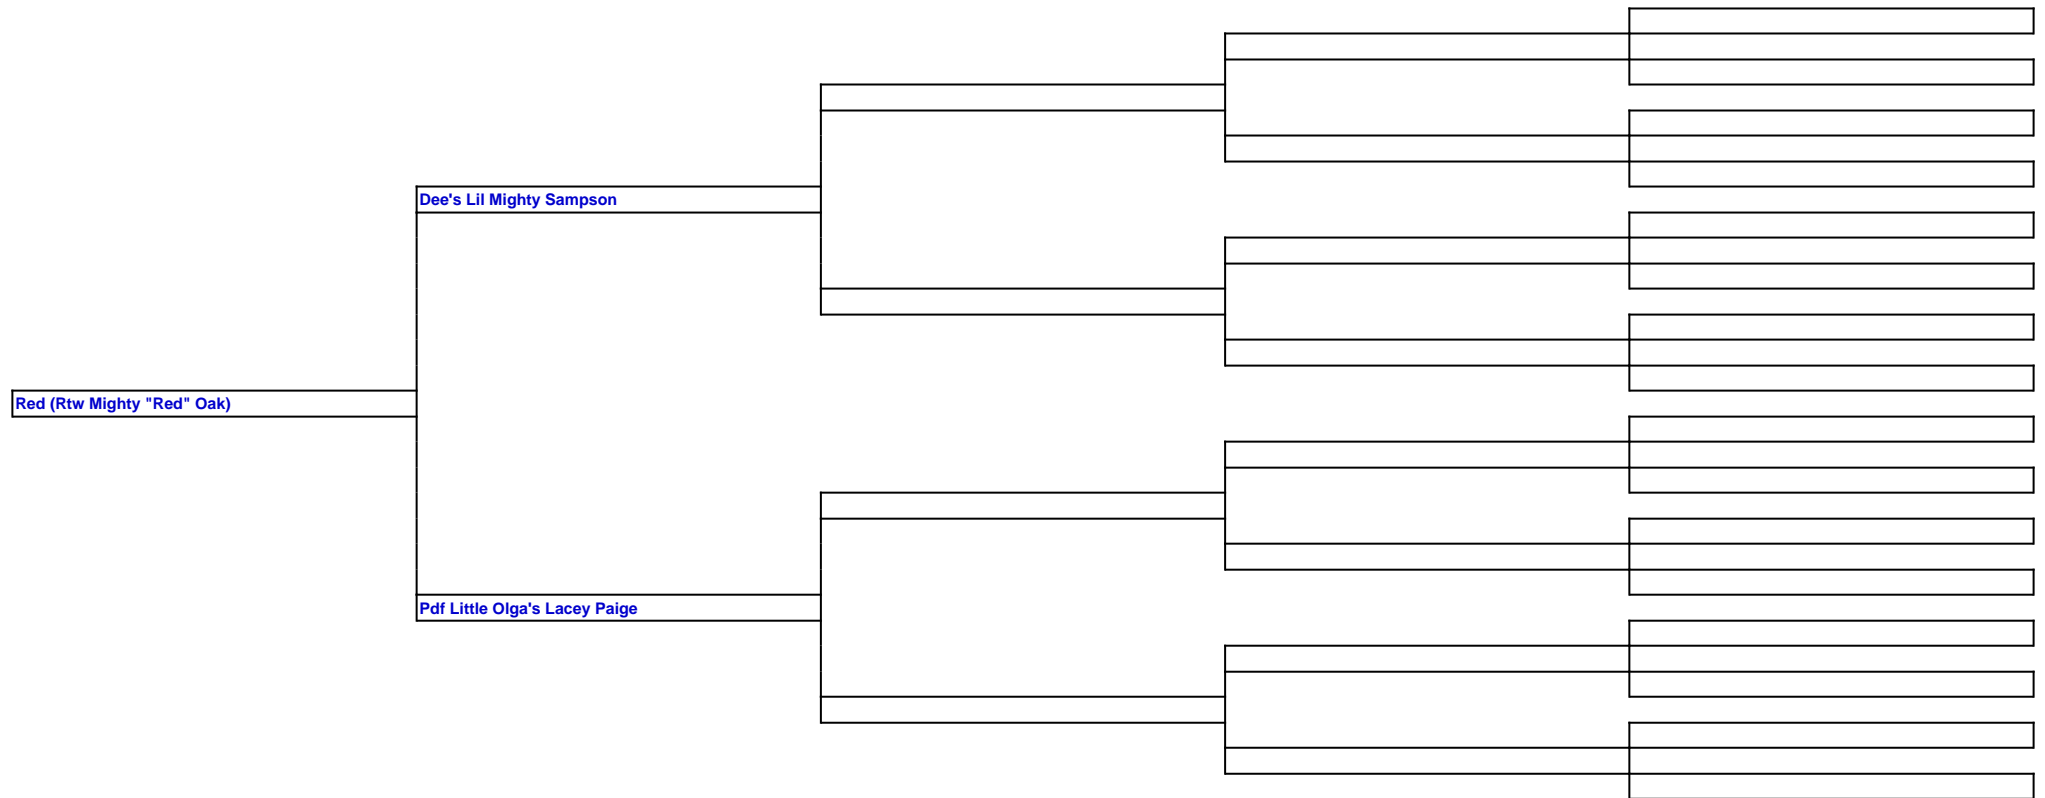 Dee's Lil Mighty Sampson
Red (Rtw Mighty "Red" Oak)
Pdf Little Olga's Lacey Paige